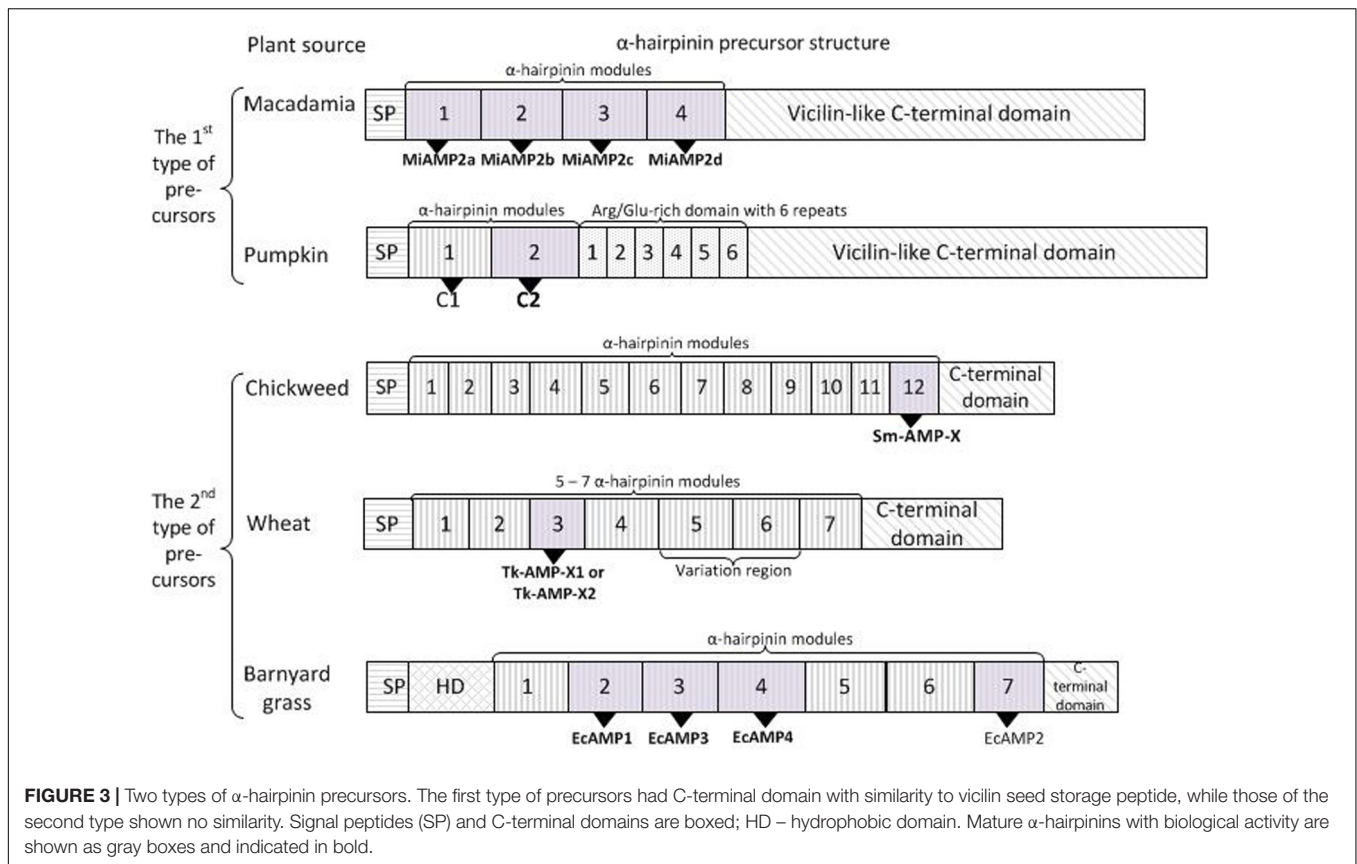 Plant source
α-hairpinin precursor structure
α-hairpinin modules
Macadamia
SP
1
2
3
4
Vicilin-like C-terminal domain
MiAMP2a MiAMP2b MiAMP2c MiAMP2d
The 1st
type of
pre-
cursors
α-hairpinin modules
Arg/Glu-rich domain with 6 repeats
Pumpkin
SP
1
2
1 2 3 4 5 6
Vicilin-like C-terminal domain
C1
C2
α-hairpinin modules
Chickweed
SP
1 2 3 4 5 6 7 8 9 10 11 12
C-terminal
domain
Sm-AMP-X
The 2nd
type of
pre-
cursors
5 – 7 α-hairpinin modules
Wheat
SP
1 2 3 4 5 6 7
C-terminal
domain
Tk-AMP-X1 or
Tk-AMP-X2
Variation region
α-hairpinin modules
Barnyard
grass
SP
HD
1 2 3 4 5 6 7
C-
terminal
domain
EcAMP1 EcAMP3 EcAMP4 EcAMP2
FIGURE 3 | Two types of α-hairpinin precursors. The first type of precursors had C-terminal domain with similarity to vicilin seed storage peptide, while those of the
second type shown no similarity. Signal peptides (SP) and C-terminal domains are boxed; HD – hydrophobic domain. Mature α-hairpinins with biological activity are
shown as gray boxes and indicated in bold.